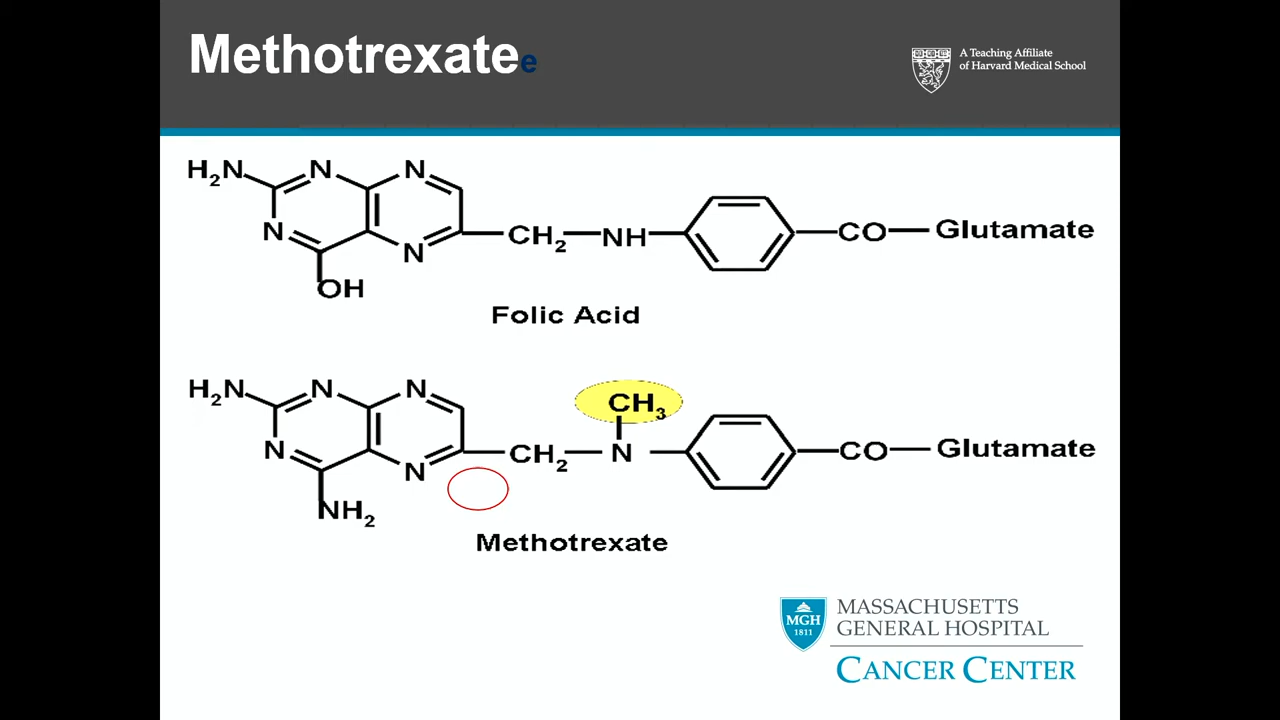 Methotrexatee
A Teaching Affiliate
of Harvard Medical School
H₂N N N
N N CH₂ NH CO Glutamate
OH
Folic Acid
H₂N N N CH₃
N N CH₂ N CO Glutamate
NH₂
Methotrexate
MGH
1811
MASSACHUSETTS
GENERAL HOSPITAL
CANCER CENTER